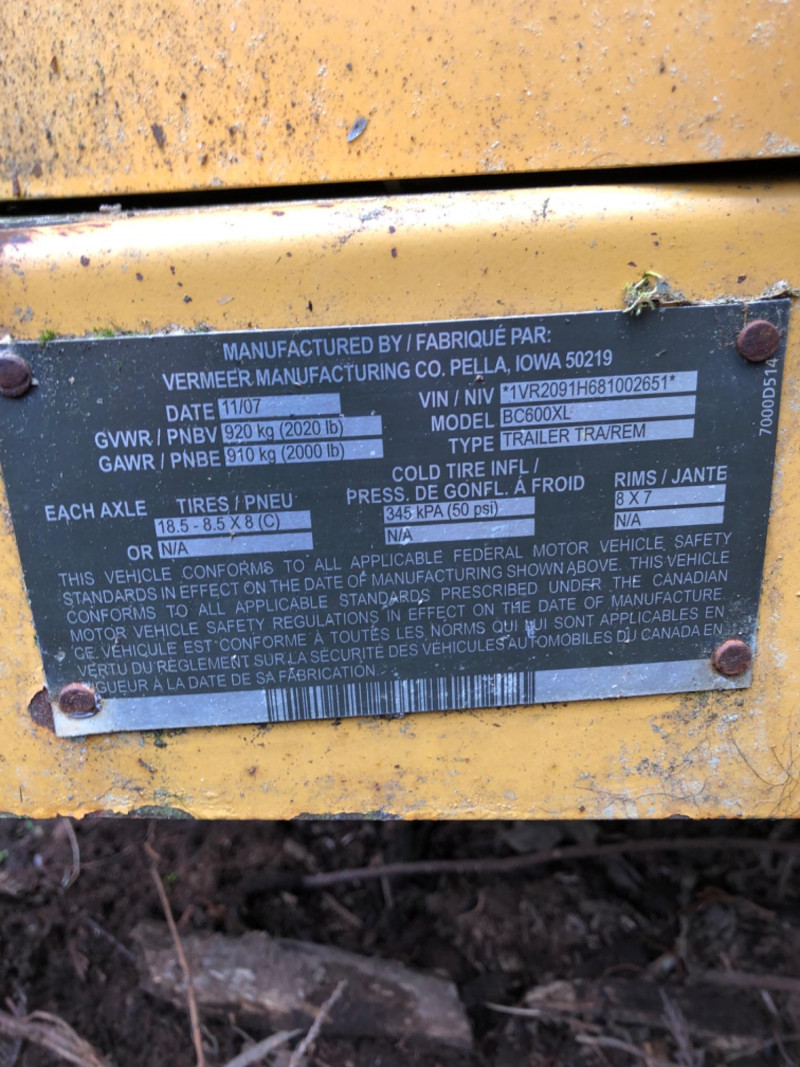 MANUFACTURED BY / FABRIQUÉ PAR:
VERMEER MANUFACTURING CO. PELLA, IOWA 50219
DATE 11/07
VIN / NIV *1VR2091H681002651*
GVWR / PNBV 920 kg (2020 lb)
MODEL BC600XL
GAWR / PNBE 910 kg (2000 lb)
TYPE TRAILER TRA/REM
7000D514
EACH AXLE
TIRES / PNEU
COLD TIRE INFL /
PRESS. DE GONFL. À FROID
RIMS / JANTE
18.5 - 8.5 X 8 (C)
345 kPA (50 psi)
8 X 7
OR N/A
N/A
N/A
THIS VEHICLE CONFORMS TO ALL APPLICABLE FEDERAL MOTOR VEHICLE SAFETY
STANDARDS IN EFFECT ON THE DATE OF MANUFACTURING SHOWN ABOVE. THIS VEHICLE
CONFORMS TO ALL APPLICABLE STANDARDS PRESCRIBED UNDER THE CANADIAN
MOTOR VEHICLE SAFETY REGULATIONS IN EFFECT ON THE DATE OF MANUFACTURE.
CE VÉHICULE EST CONFORME À TOUTES LES NORMS QUI LUI SONT APPLICABLES EN
VERTU DU RÈGLEMENT SUR LA SÉCURITÉ DES VÉHICULES AUTOMOBILES DU CANADA EN
GUEUR À LA DATE DE SA FABRICATION.